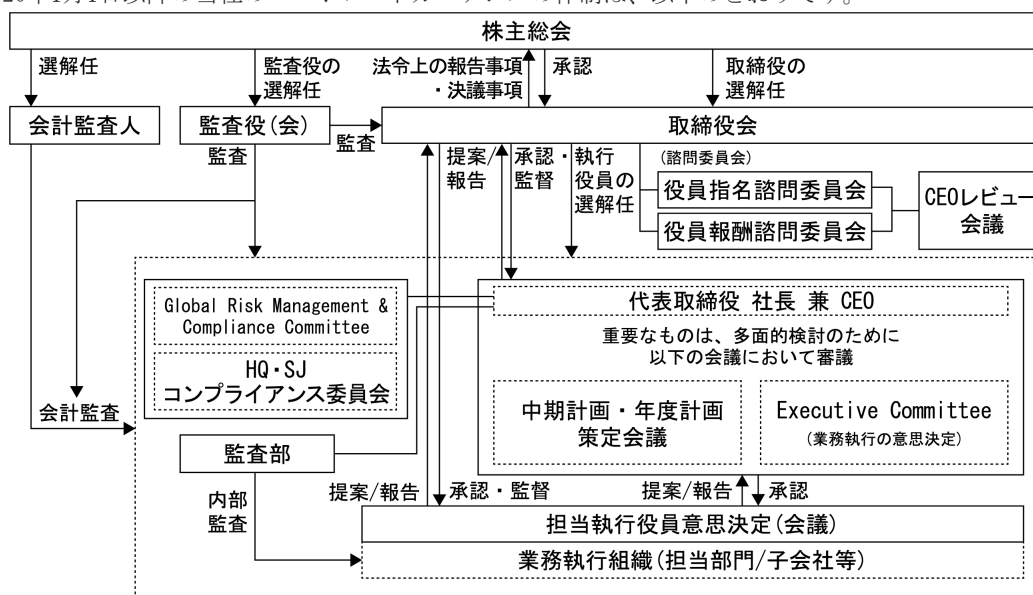 株主総会
選解任
監査役の
選解任
法令上の報告事項
・決議事項
承認
取締役の
選解任
会計監査人
監査役(会)
監査
取締役会
監査
提案/
報告
承認・
監督
執行
役員の
選解任
(諮問委員会)
役員指名諮問委員会
役員報酬諮問委員会
CEOレビュー
会議
Global Risk Management &
Compliance Committee
HQ・SJ
コンプライアンス委員会
代表取締役 社長 兼 CEO
重要なものは、多面的検討のために
以下の会議において審議
中期計画・年度計画
策定会議
Executive Committee
(業務執行の意思決定)
会計監査
監査部
内部
監査
提案/報告
承認・監督
提案/報告
承認
担当執行役員意思決定(会議)
業務執行組織(担当部門/子会社等)